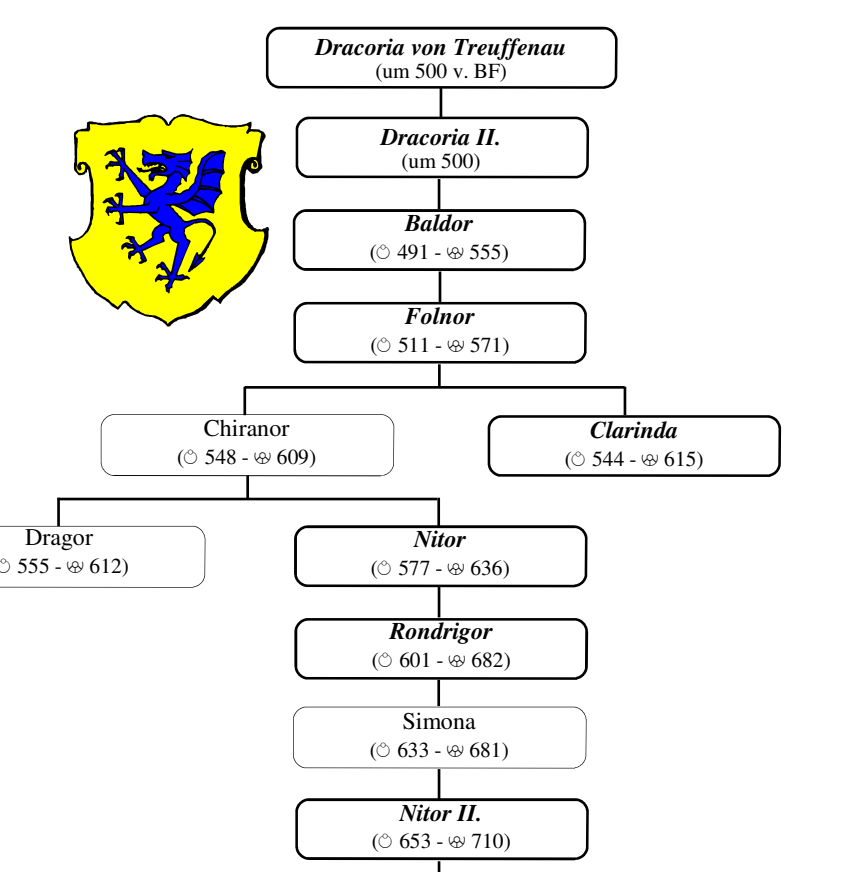 Dracoria von Treuffenau
(um 500 v. BF)
Dracoria II.
(um 500)
Baldor
( 491 - 555)
Folnor
( 511 - 571)
Chiranor
( 548 - 609)
Clarinda
( 544 - 615)
Dragor
555 - 612)
Nitor
( 577 - 636)
Rondrigor
( 601 - 682)
Simona
( 633 - 681)
Nitor II.
( 653 - 710)